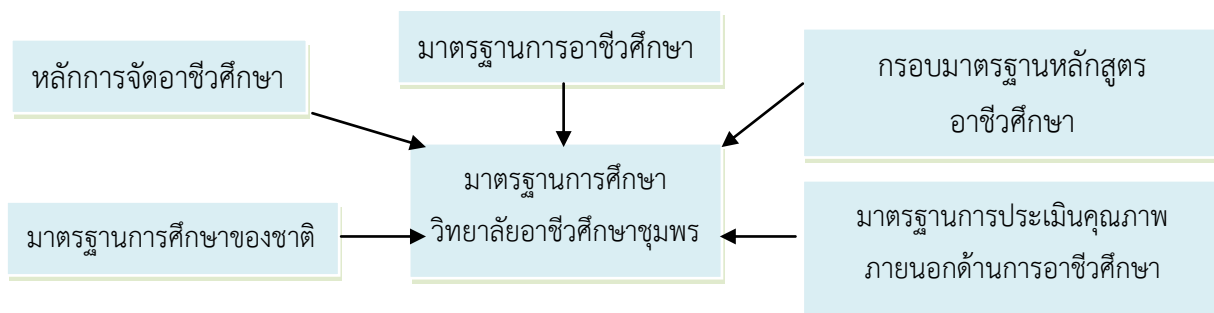 หลักการจัดอาชีวศึกษา
มาตรฐานการอาชีวศึกษา
กรอบมาตรฐานหลักสูตร
อาชีวศึกษา
มาตรฐานการศึกษา
วิทยาลัยอาชีวศึกษาชุมพร
มาตรฐานการศึกษาของชาติ
มาตรฐานการประเมินคุณภาพ
ภายนอกด้านการอาชีวศึกษา